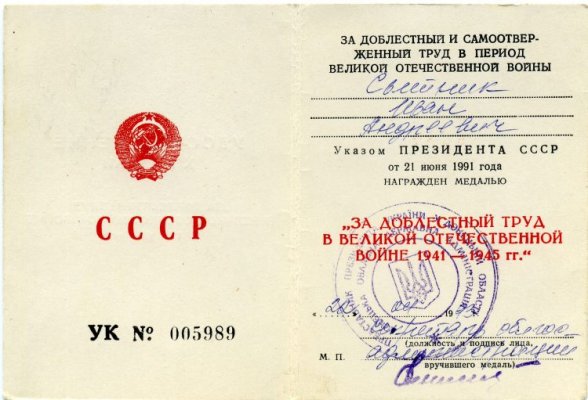 СССР
УК № 005989
ЗА ДОБЛЕСТНЫЙ И САМООТВЕР-
ЖЕННЫЙ ТРУД В ПЕРИОД
ВЕЛИКОЙ ОТЕЧЕСТВЕННОЙ ВОЙНЫ
Иван
Андреевич
Указом ПРЕЗИДЕНТА СССР
от 21 июня 1991 года
НАГРАЖДЕН МЕДАЛЬЮ
„ЗА ДОБЛЕСТНЫЙ ТРУД
В ВЕЛИКОЙ ОТЕЧЕСТВЕННОЙ
ВОЙНЕ 1941 — 1945 гг.“
19
(должность и подпись лица,
М. П. администрации
вручившего медаль)